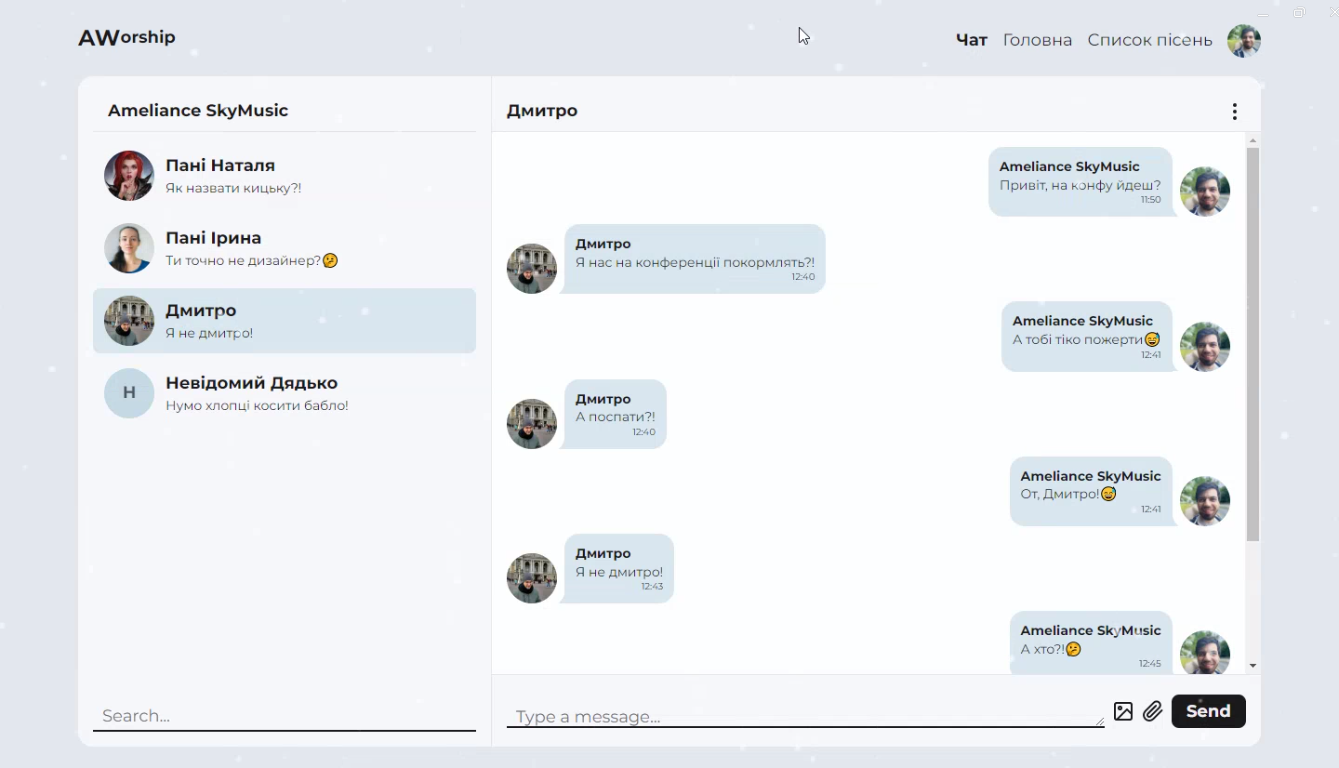 AWorship
Чат Головна Список пісень
Ameliance SkyMusic
Пані Наталя
Як назвати кицьку?!
Пані Ірина
Ти точно не дизайнер?🤔
Дмитро
Я не дмитро!
Н
Невідомий Дядько
Нумо хлопці косити бабло!
Search...
Дмитро
Ameliance SkyMusic
Привіт, на конфу йдеш?
11:50
Дмитро
Я нас на конференції покормлять?!
12:40
Ameliance SkyMusic
А тобі тіко пожерти😅
12:41
Дмитро
А поспати?!
12:40
Ameliance SkyMusic
От, Дмитро!😅
12:41
Дмитро
Я не дмитро!
12:43
Ameliance SkyMusic
А хто?!🤔
12:45
Type a message...
Send